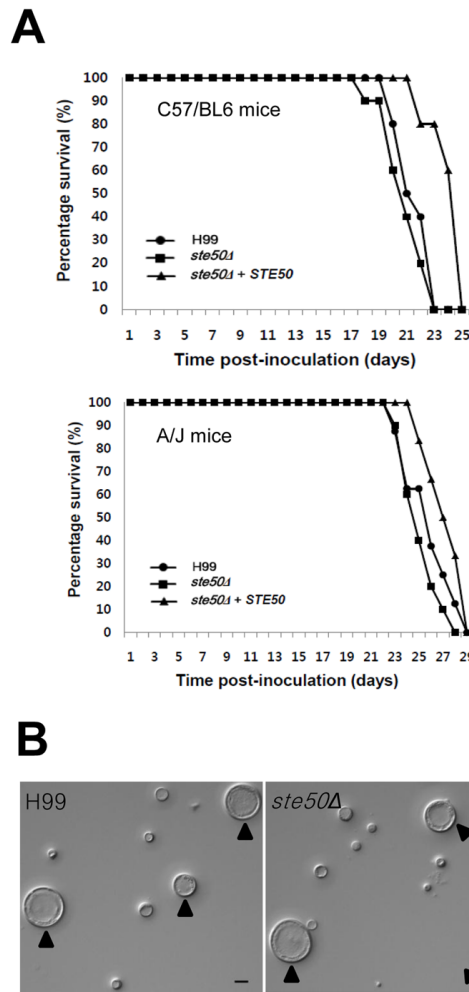 A
100
90
80
70
60
50
40
30
20
10
0
Percentage survival (%)
C57/BL6 mice
H99
ste50Δ
ste50Δ + STE50
1 3 5 7 9 11 13 15 17 19 21 23 25
Time post-inoculation (days)
100
90
80
70
60
50
40
30
20
10
0
Percentage survival (%)
A/J mice
H99
ste50Δ
ste50Δ + STE50
1 3 5 7 9 11 13 15 17 19 21 23 25 27 29
Time post-inoculation (days)
B
H99
ste50Δ